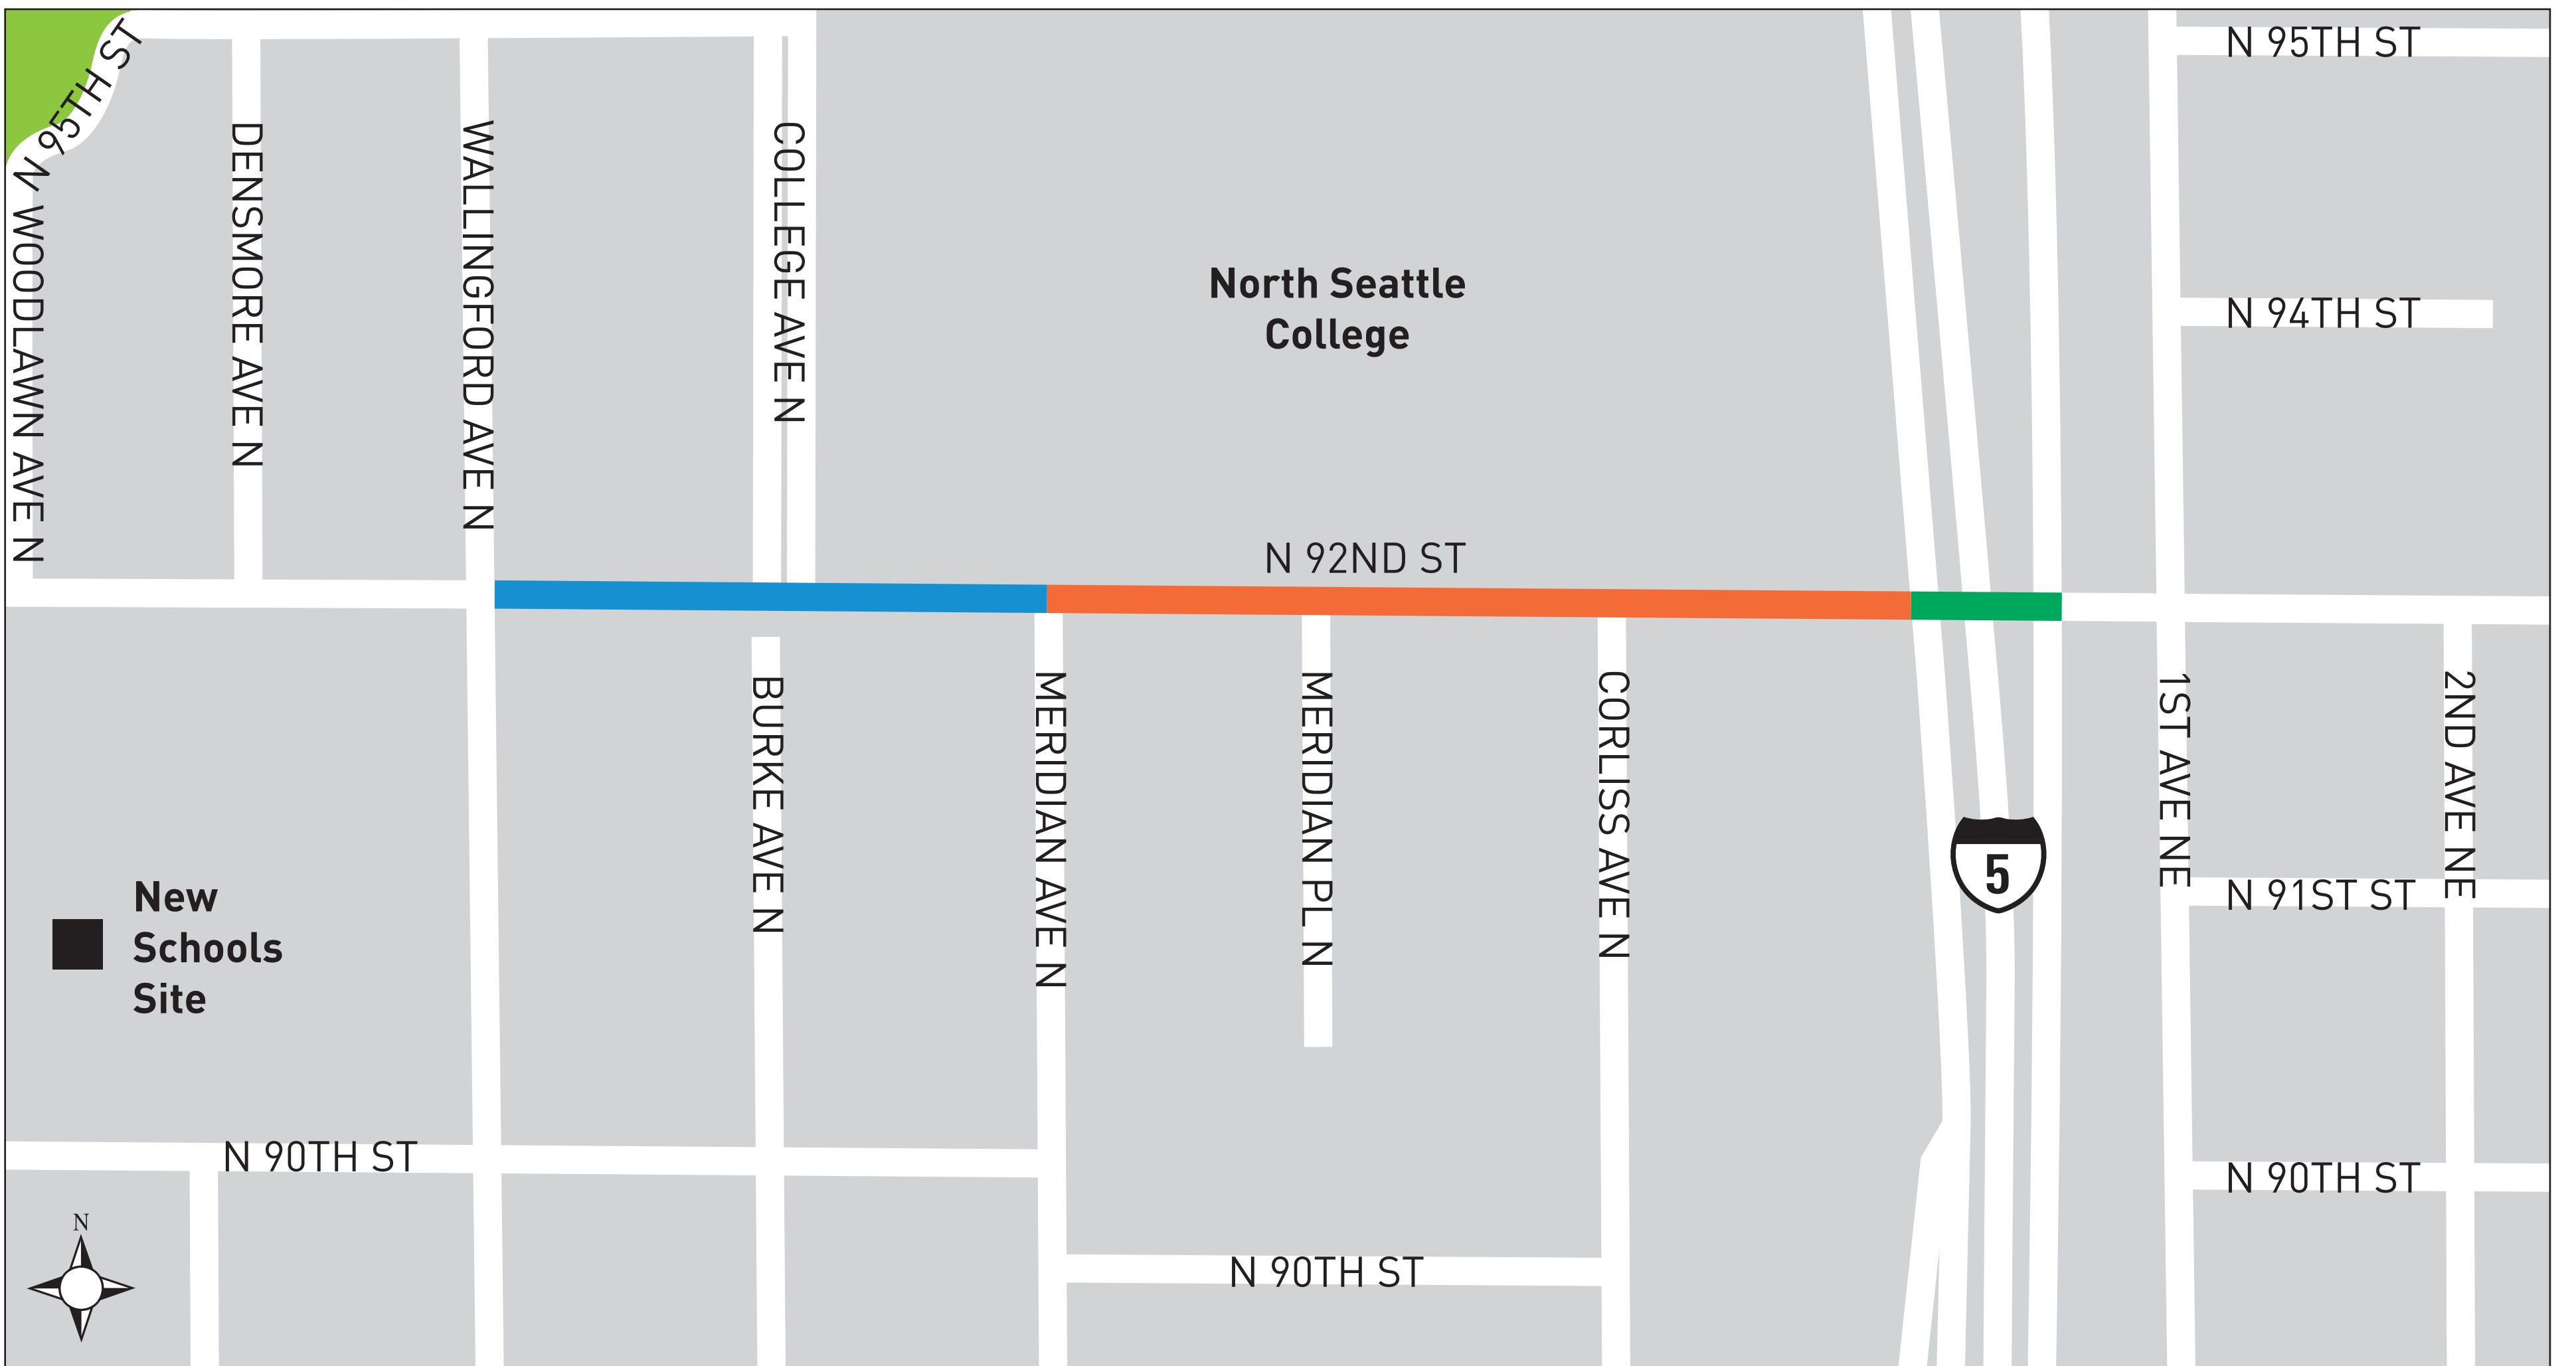 N 95TH ST
N 95TH ST
WOODLAWN AVE N
DENSMORE AVE N
WALLINGFORD AVE N
COLLEGE AVE N
North Seattle
College
N 94TH ST
N 92ND ST
BURKE AVE N
MERIDIAN AVE N
MERIDIAN PL N
CORLISS AVE N
1ST AVE NE
2ND AVE NE
5
N 91ST ST
New
Schools
Site
N 90TH ST
N 90TH ST
N 90TH ST
N